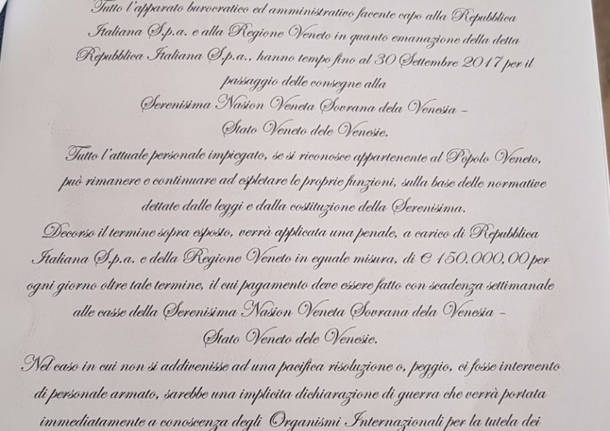 Tutto l'apparato burocratico ed amministrativo facente capo alla Repubblica
Italiana S.p.a. e alla Regione Veneto in quanto emanazione della detta
Repubblica Italiana S.p.a., hanno tempo fino al 30 Settembre 2017 per il
passaggio delle consegne alla
Serenisima Nasion Veneta Sovrana dela Venesia –
Stato Veneto dele Venesie.
Tutto l'attuale personale impiegato, se si riconosce appartenente al Popolo Veneto,
può rimanere e continuare ad espletare le proprie funzioni, sulla base delle normative
dettate dalle leggi e dalla costituzione della Serenisima.
Decorso il termine sopra esposto, verrà applicata una penale, a carico di Repubblica
Italiana S.p.a. e della Regione Veneto in eguale misura, di € 150.000,00 per
ogni giorno oltre tale termine, il cui pagamento deve essere fatto con scadenza settimanale
alle casse della Serenisima Nasion Veneta Sovrana dela Venesia –
Stato Veneto dele Venesie.
Nel caso in cui non si addivenisse ad una pacifica risoluzione o, peggio, ci fosse intervento
di personale armato, sarebbe una implicita dichiarazione di guerra che verrà portata
immediatamente a conoscenza degli Organismi Internazionali per la tutela dei